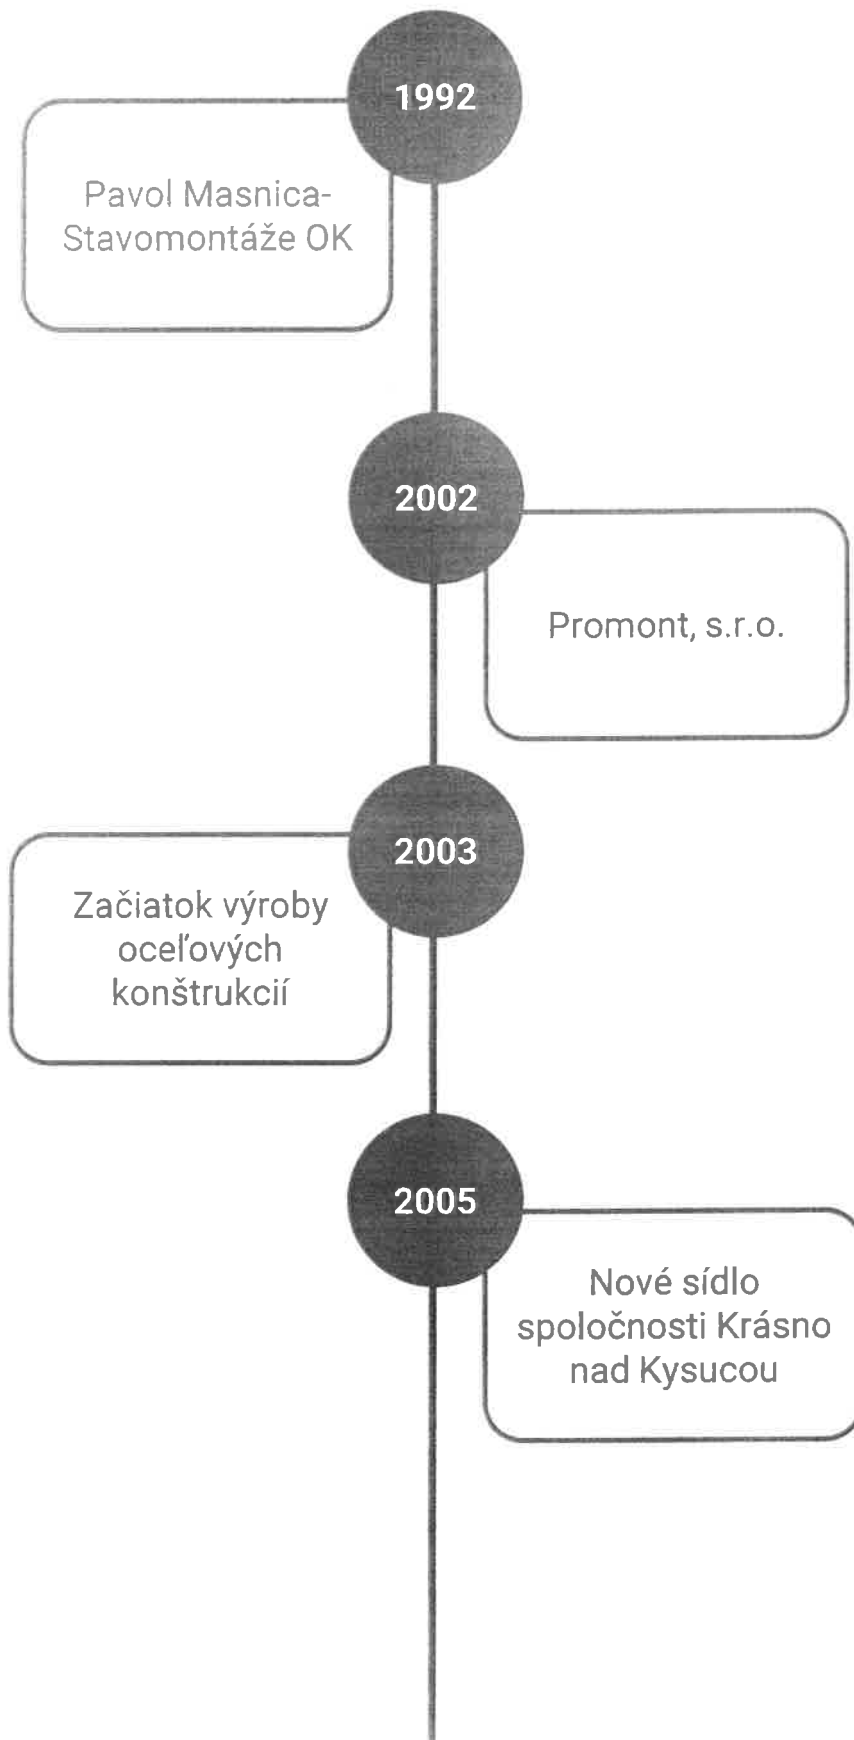 1992
Pavol Masnica-
Stavomontáže OK
2002
Promont, s.r.o.
2003
Začiatok výroby
oceľových
konštrukcií
2005
Nové sídlo
spoločnosti Krásno
nad Kysucou